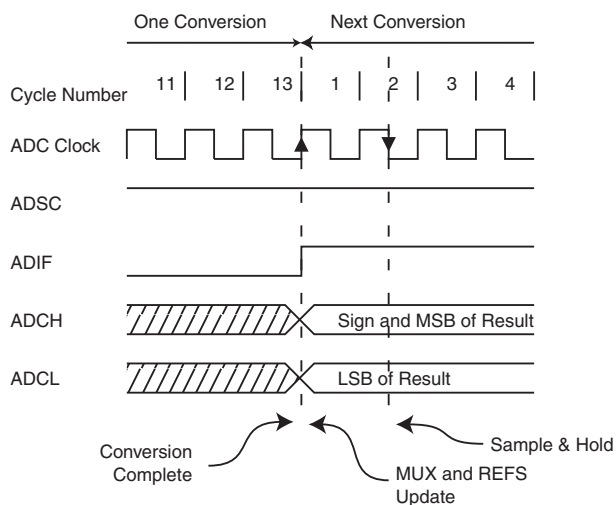 One Conversion Next Conversion
Cycle Number 11 12 13 1 2 3 4
ADC Clock
ADSC
ADIF
ADCH Sign and MSB of Result
ADCL LSB of Result
Conversion
Complete
MUX and REFS
Update
Sample & Hold